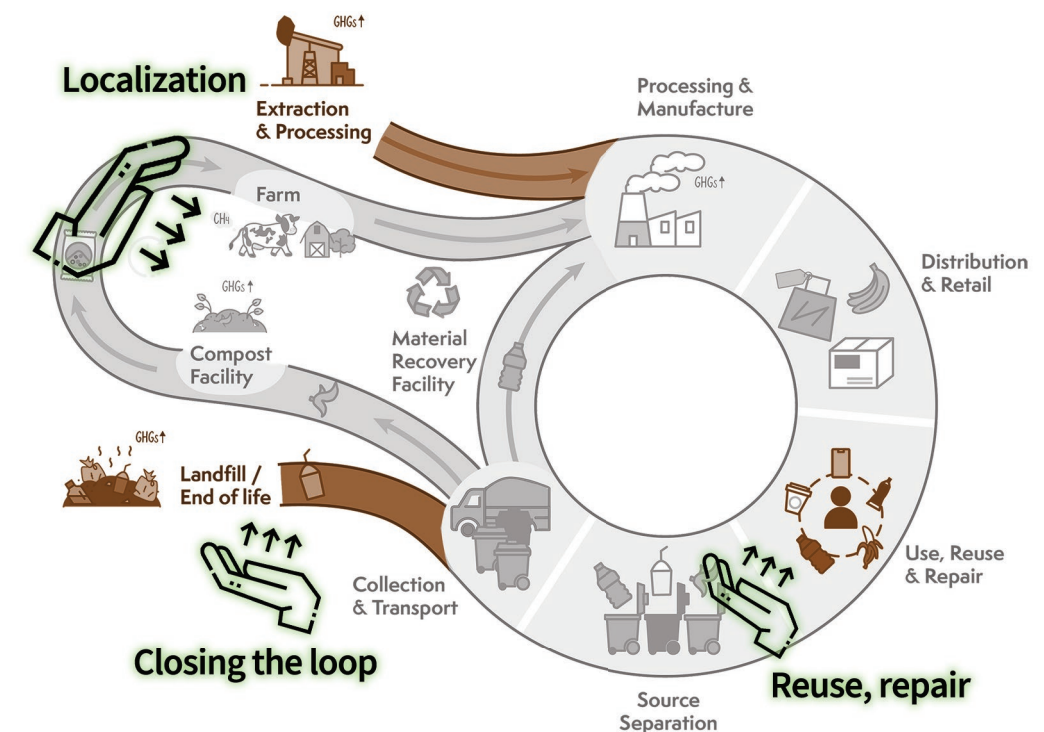 GHGs↑
Localization
Extraction
& Processing
Processing &
Manufacture
GHGs↑
Farm
CH4
Distribution
& Retail
GHGs↑
Material
Recovery
Facility
Compost
Facility
GHGs↑
Landfill /
End of life
Use, Reuse
& Repair
Collection
& Transport
Closing the loop
Reuse, repair
Source
Separation